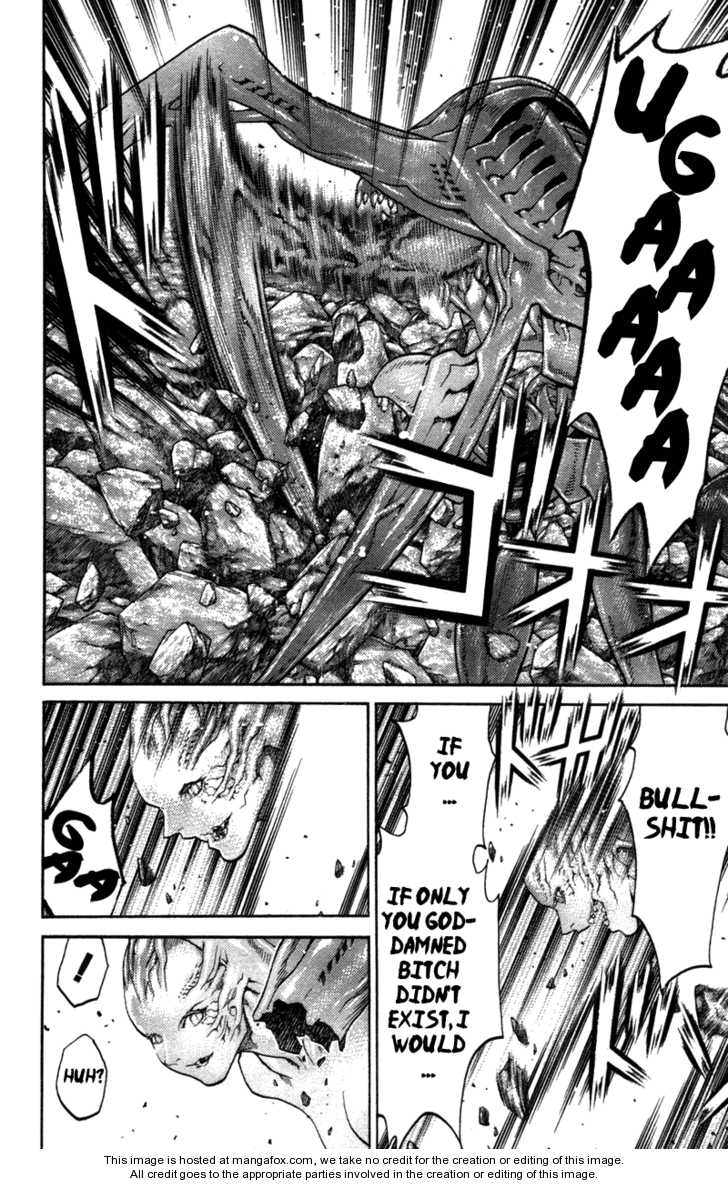 UGAAAAAA
ドゴオオ
BULL-
SHIT!!
IF
YOU
...
IF ONLY
YOU GOD-
DAMNED
BITCH
DIDN'T
EXIST, I
WOULD
...
GAAA
!
HUH?
This image is hosted at mangafox.com, we take no credit for the creation or editing of this image.
All credit goes to the appropriate parties involved in the creation or editing of this image.